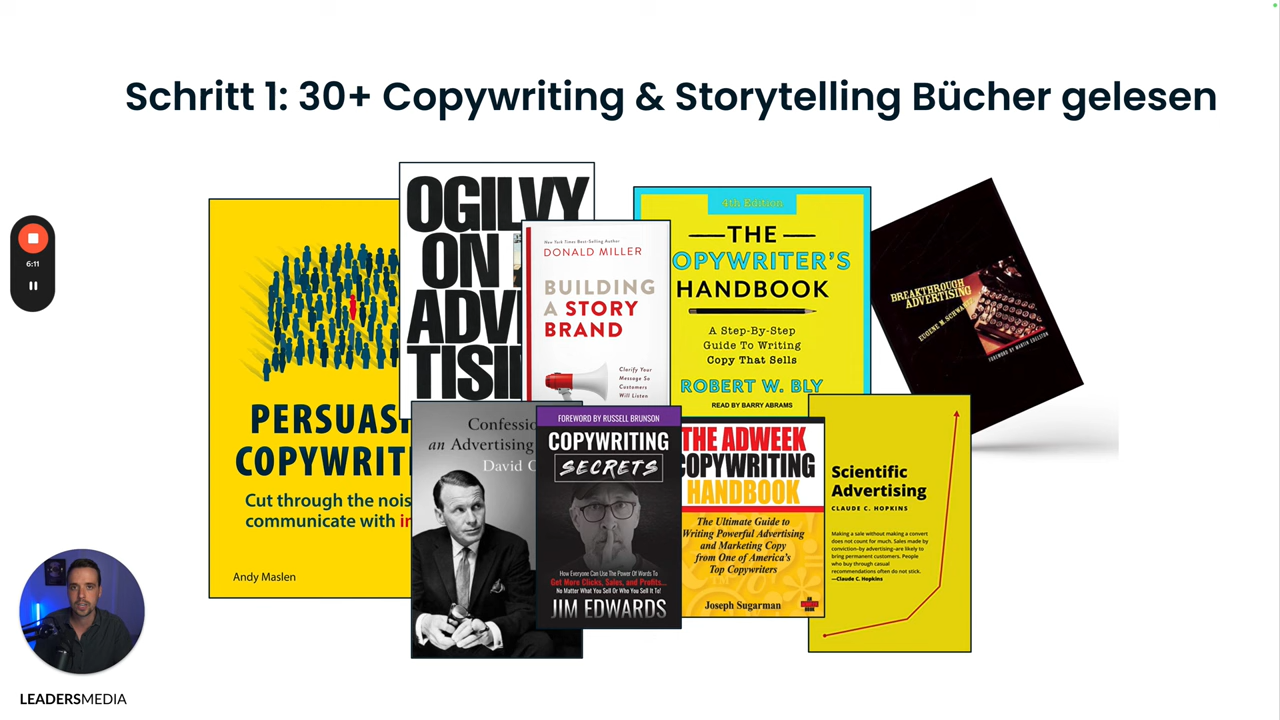 Schritt 1: 30+ Copywriting & Storytelling Bücher gelesen
6:11
PERSUASI
COPYWRIT
Cut through the nois
communicate with
Andy Maslen
OGILVY
ON
ADV
TISI
New York Times Best-Selling Author
DONALD MILLER
BUILDING
A STORY
BRAND
Clarify Your
Message So
Customers
Will Listen
4th Edition
THE
OPYWRITER'S
HANDBOOK
A Step-By-Step
Guide To Writing
Copy That Sells
ROBERT W. BLY
READ BY BARRY ABRAMS
BREAKTHROUGH
ADVERTISING
EUGENE M. SCHWA
FOREWORD BY MARTIN EDELSTON
Confessio
an Advertising
David O
FOREWORD BY RUSSELL BRUNSON
COPYWRITING
SECRETS
How Everyone Can Use The Power Of Words To
Get More Clicks, Sales, and Profits...
No Matter What You Sell Or Who You Sell It To!
JIM EDWARDS
THE ADWEEK
COPYWRITING
HANDBOOK
The Ultimate Guide to
Writing Powerful Advertising
and Marketing Copy
from One of America's
Top Copywriters
Joseph Sugarman
Scientific
Advertising
CLAUDE C. HOPKINS
Making a sale without making a convert
does not count for much. Sales made by
conviction-by advertising-are likely to
bring permanent customers. People
who buy through casual
recommendations often do not stick.
—Claude C. Hopkins
LEADERSMEDIA